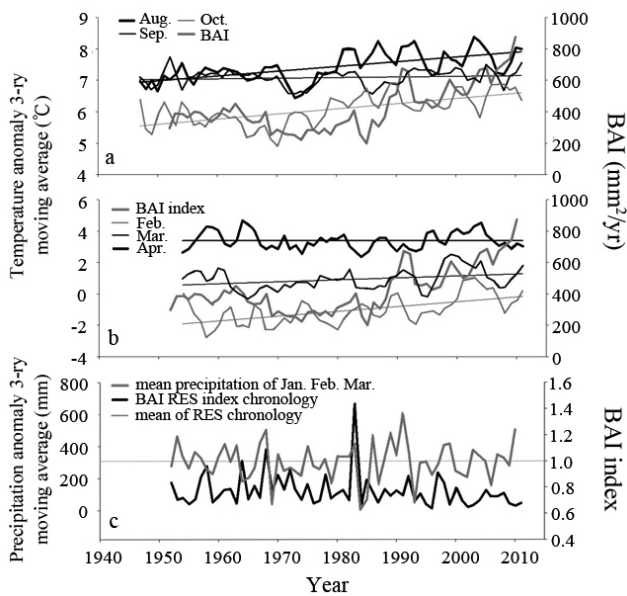 Temperature anomaly 3-ry
moving average (℃)
9
8
7
6
5
4
Aug.
Oct.
Sep.
BAI
a
1000
800
600
400
200
0
BAI
(mm²/yr)
6
4
2
0
-2
-4
BAI index
Feb.
Mar.
Apr.
b
1000
800
600
400
200
0
Precipitation anomaly 3-ry
moving average (mm)
800
600
400
200
0
mean precipitation of Jan. Feb. Mar.
BAI RES index chronology
mean of RES chronology
c
1.6
1.4
1.2
1.0
0.8
0.6
0.4
BAI index
1940 1950 1960 1970 1980 1990 2000 2010
Year